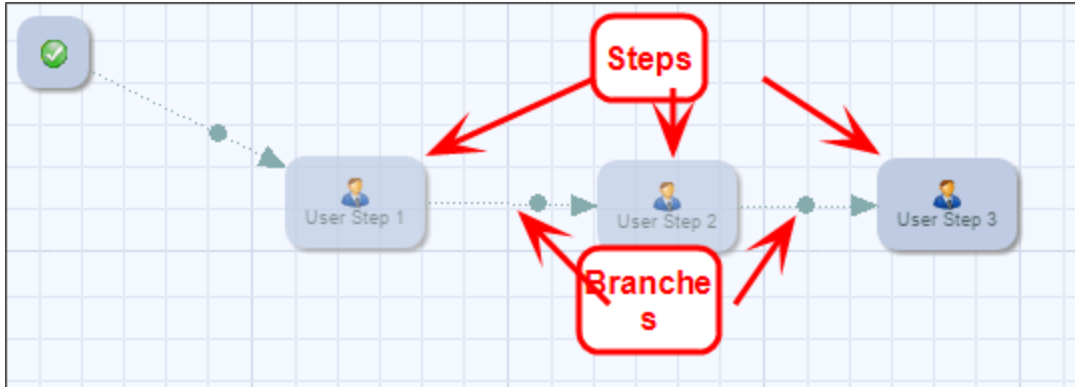 Steps
User Step 1
User Step 2
User Step 3
Branche
s